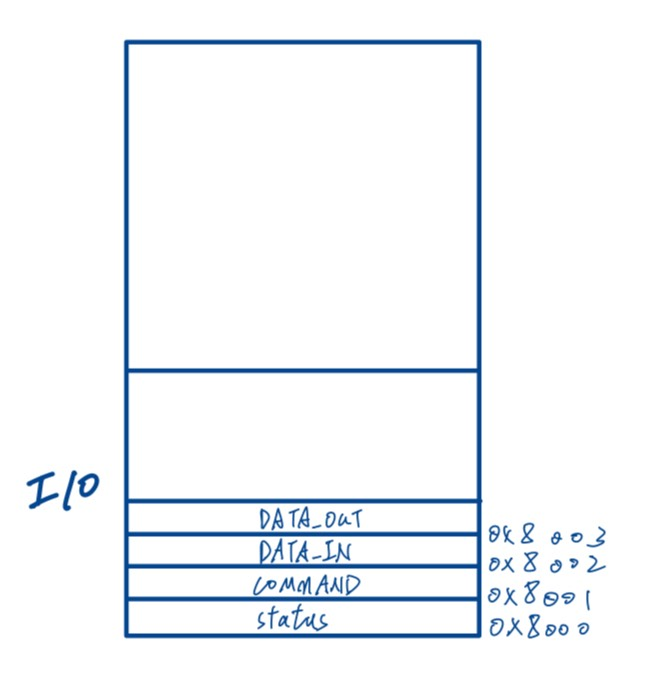 I/O
DATA_OUT
0x8003
DATA_IN
0x8002
COMMAND
0x8001
status
0x8000